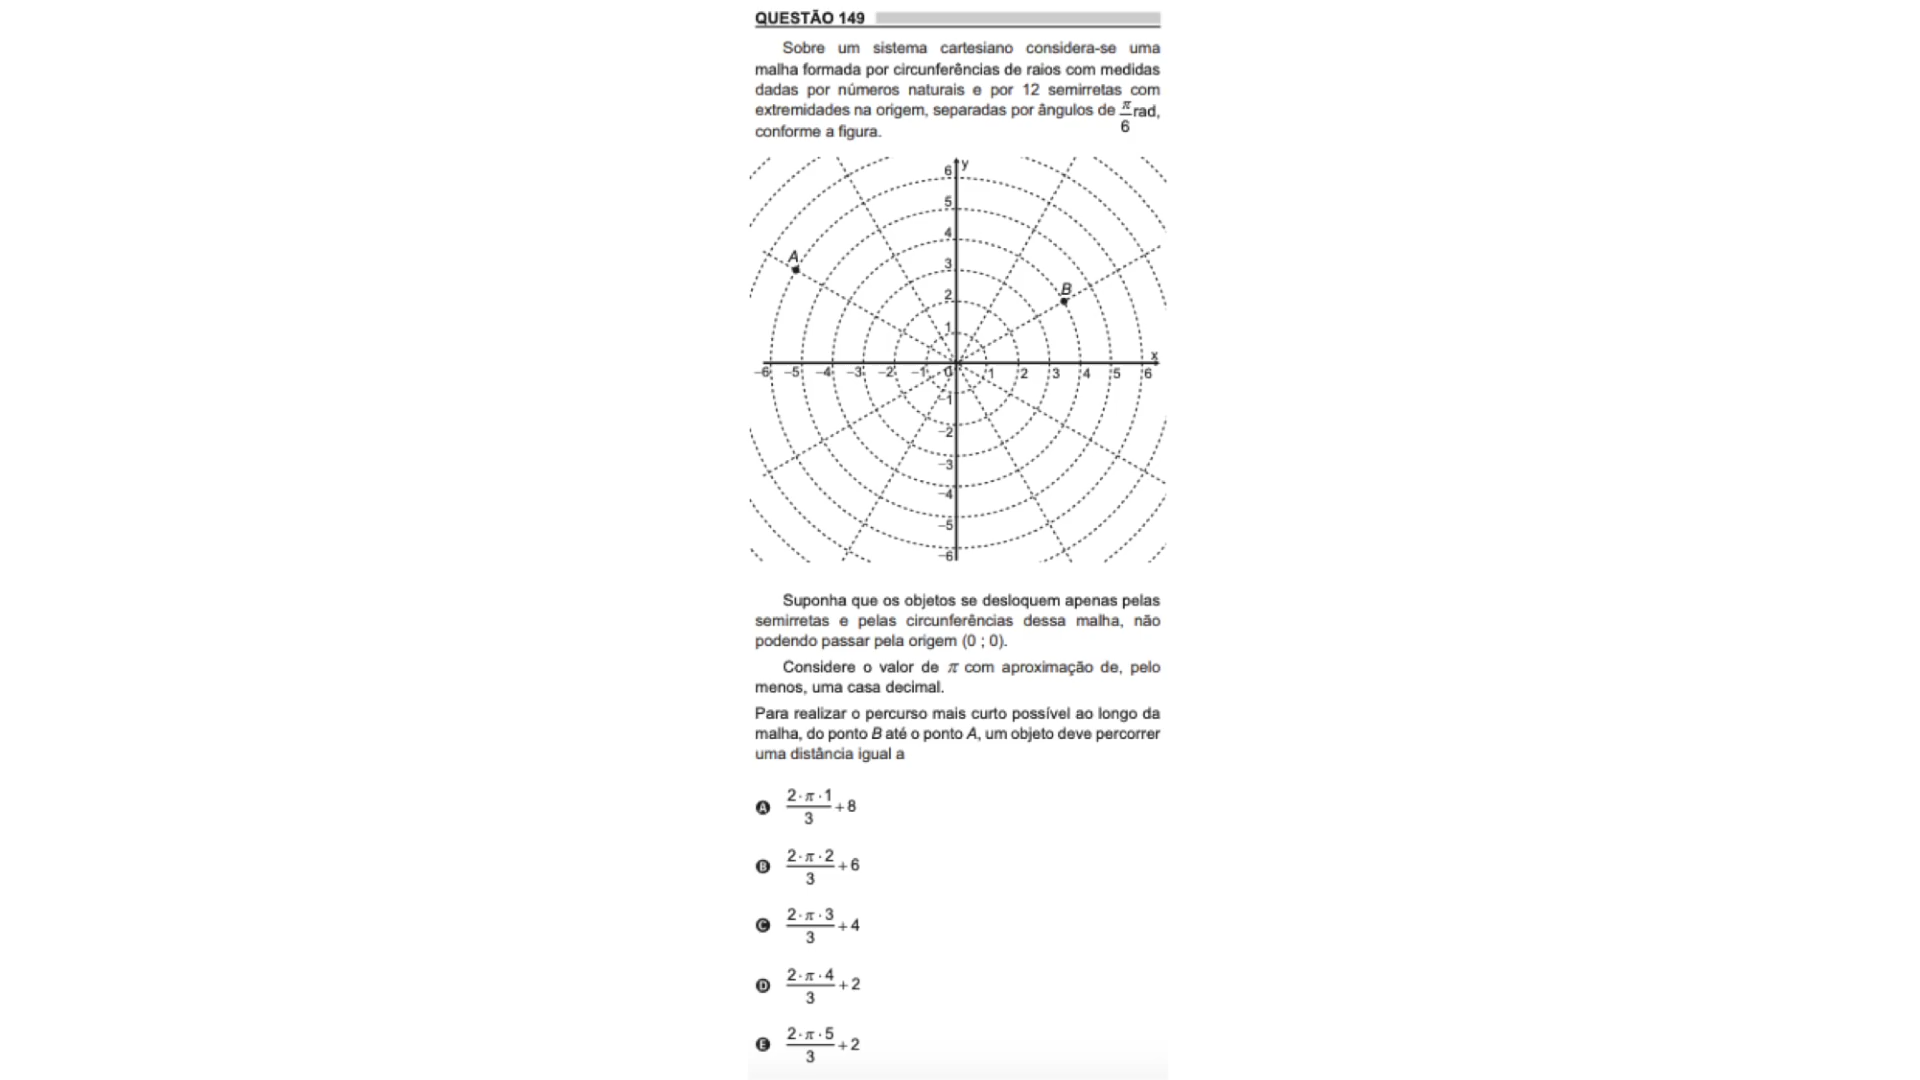 QUESTÃO 149
Sobre um sistema cartesiano considera-se uma
malha formada por circunferências de raios com medidas
dadas por números naturais e por 12 semirretas com
extremidades na origem, separadas por ângulos de π/6 rad,
conforme a figura.
y
6
5
4
3
2
1
A
B
x
–6 –5 –4 –3 –2 –1 0 1 2 3 4 5 6
–1
–2
–3
–4
–5
–6
Suponha que os objetos se desloquem apenas pelas
semirretas e pelas circunferências dessa malha, não
podendo passar pela origem (0 ; 0).
Considere o valor de π com aproximação de, pelo
menos, uma casa decimal.
Para realizar o percurso mais curto possível ao longo da
malha, do ponto B até o ponto A, um objeto deve percorrer
uma distância igual a
A 2·π·1/3 + 8
B 2·π·2/3 + 6
C 2·π·3/3 + 4
D 2·π·4/3 + 2
E 2·π·5/3 + 2